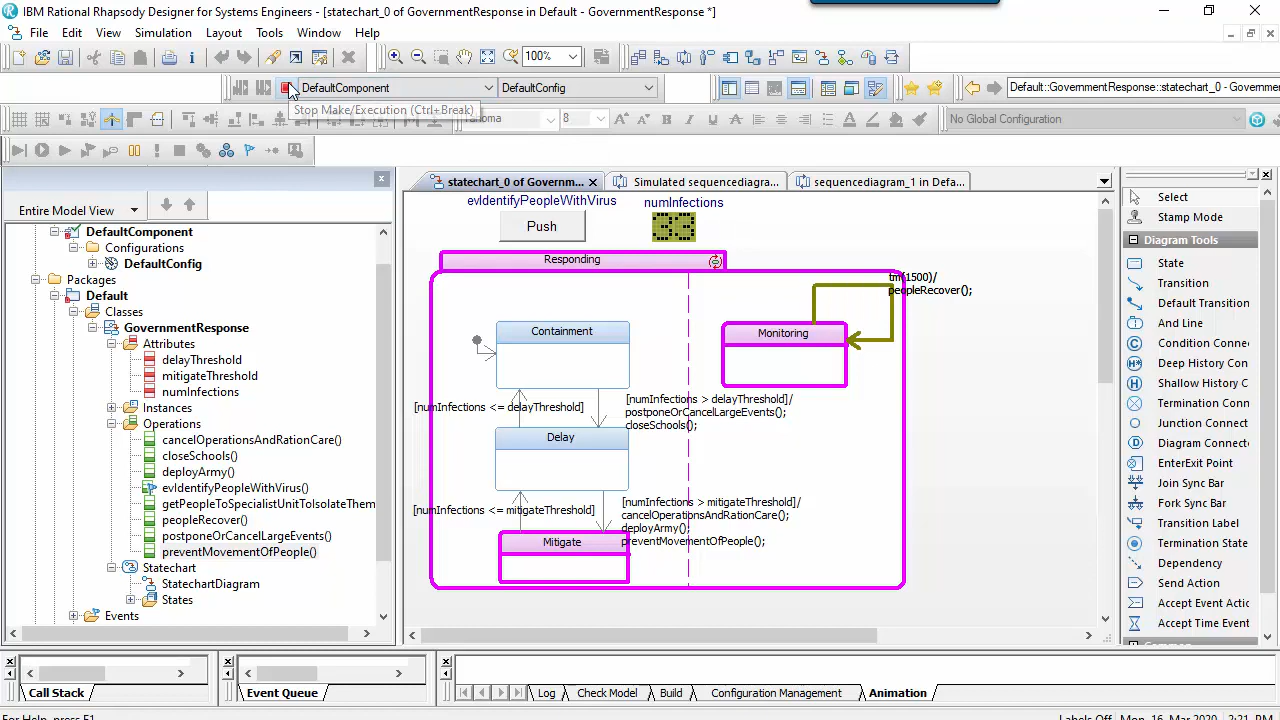 IBM Rational Rhapsody Designer for Systems Engineers - [statechart_0 of GovernmentResponse in Default - GovernmentResponse *]
File Edit View Simulation Layout Tools Window Help
100%
DefaultComponent DefaultConfig Default::GovernmentResponse::statechart_0 - Governme
Stop Make/Execution (Ctrl+Break) 8 No Global Configuration
statechart_0 of Governm... Simulated sequencediagra... sequencediagram_1 in Defa...
Entire Model View
DefaultComponent
Configurations
DefaultConfig
Packages
Default
Classes
GovernmentResponse
Attributes
delayThreshold
mitigateThreshold
numInfections
Instances
Operations
cancelOperationsAndRationCare()
closeSchools()
deployArmy()
evIdentifyPeopleWithVirus()
getPeopleToSpecialistUnitToIsolateThem
peopleRecover()
postponeOrCancelLargeEvents()
preventMovementOfPeople()
Statechart
StatechartDiagram
States
Events
evIdentifyPeopleWithVirus numInfections
Push 33
Responding
tm(1500)/
peopleRecover();
Containment
Monitoring
[numInfections <= delayThreshold]
[numInfections > delayThreshold]/
postponeOrCancelLargeEvents();
closeSchools();
Delay
[numInfections <= mitigateThreshold]
[numInfections > mitigateThreshold]/
cancelOperationsAndRationCare();
deployArmy();
preventMovementOfPeople();
Mitigate
Select
Stamp Mode
Diagram Tools
State
Transition
Default Transition
And Line
Condition Conne
Deep History Con
Shallow History C
Termination Conn
Junction Connect
Diagram Connect
EnterExit Point
Join Sync Bar
Fork Sync Bar
Transition Label
Termination State
Dependency
Send Action
Accept Event Actic
Accept Time Event
Call Stack Event Queue Log Check Model Build Configuration Management Animation
For Help, press F1 Labels Off Mon, 16, Mar 2020 2:31 PM